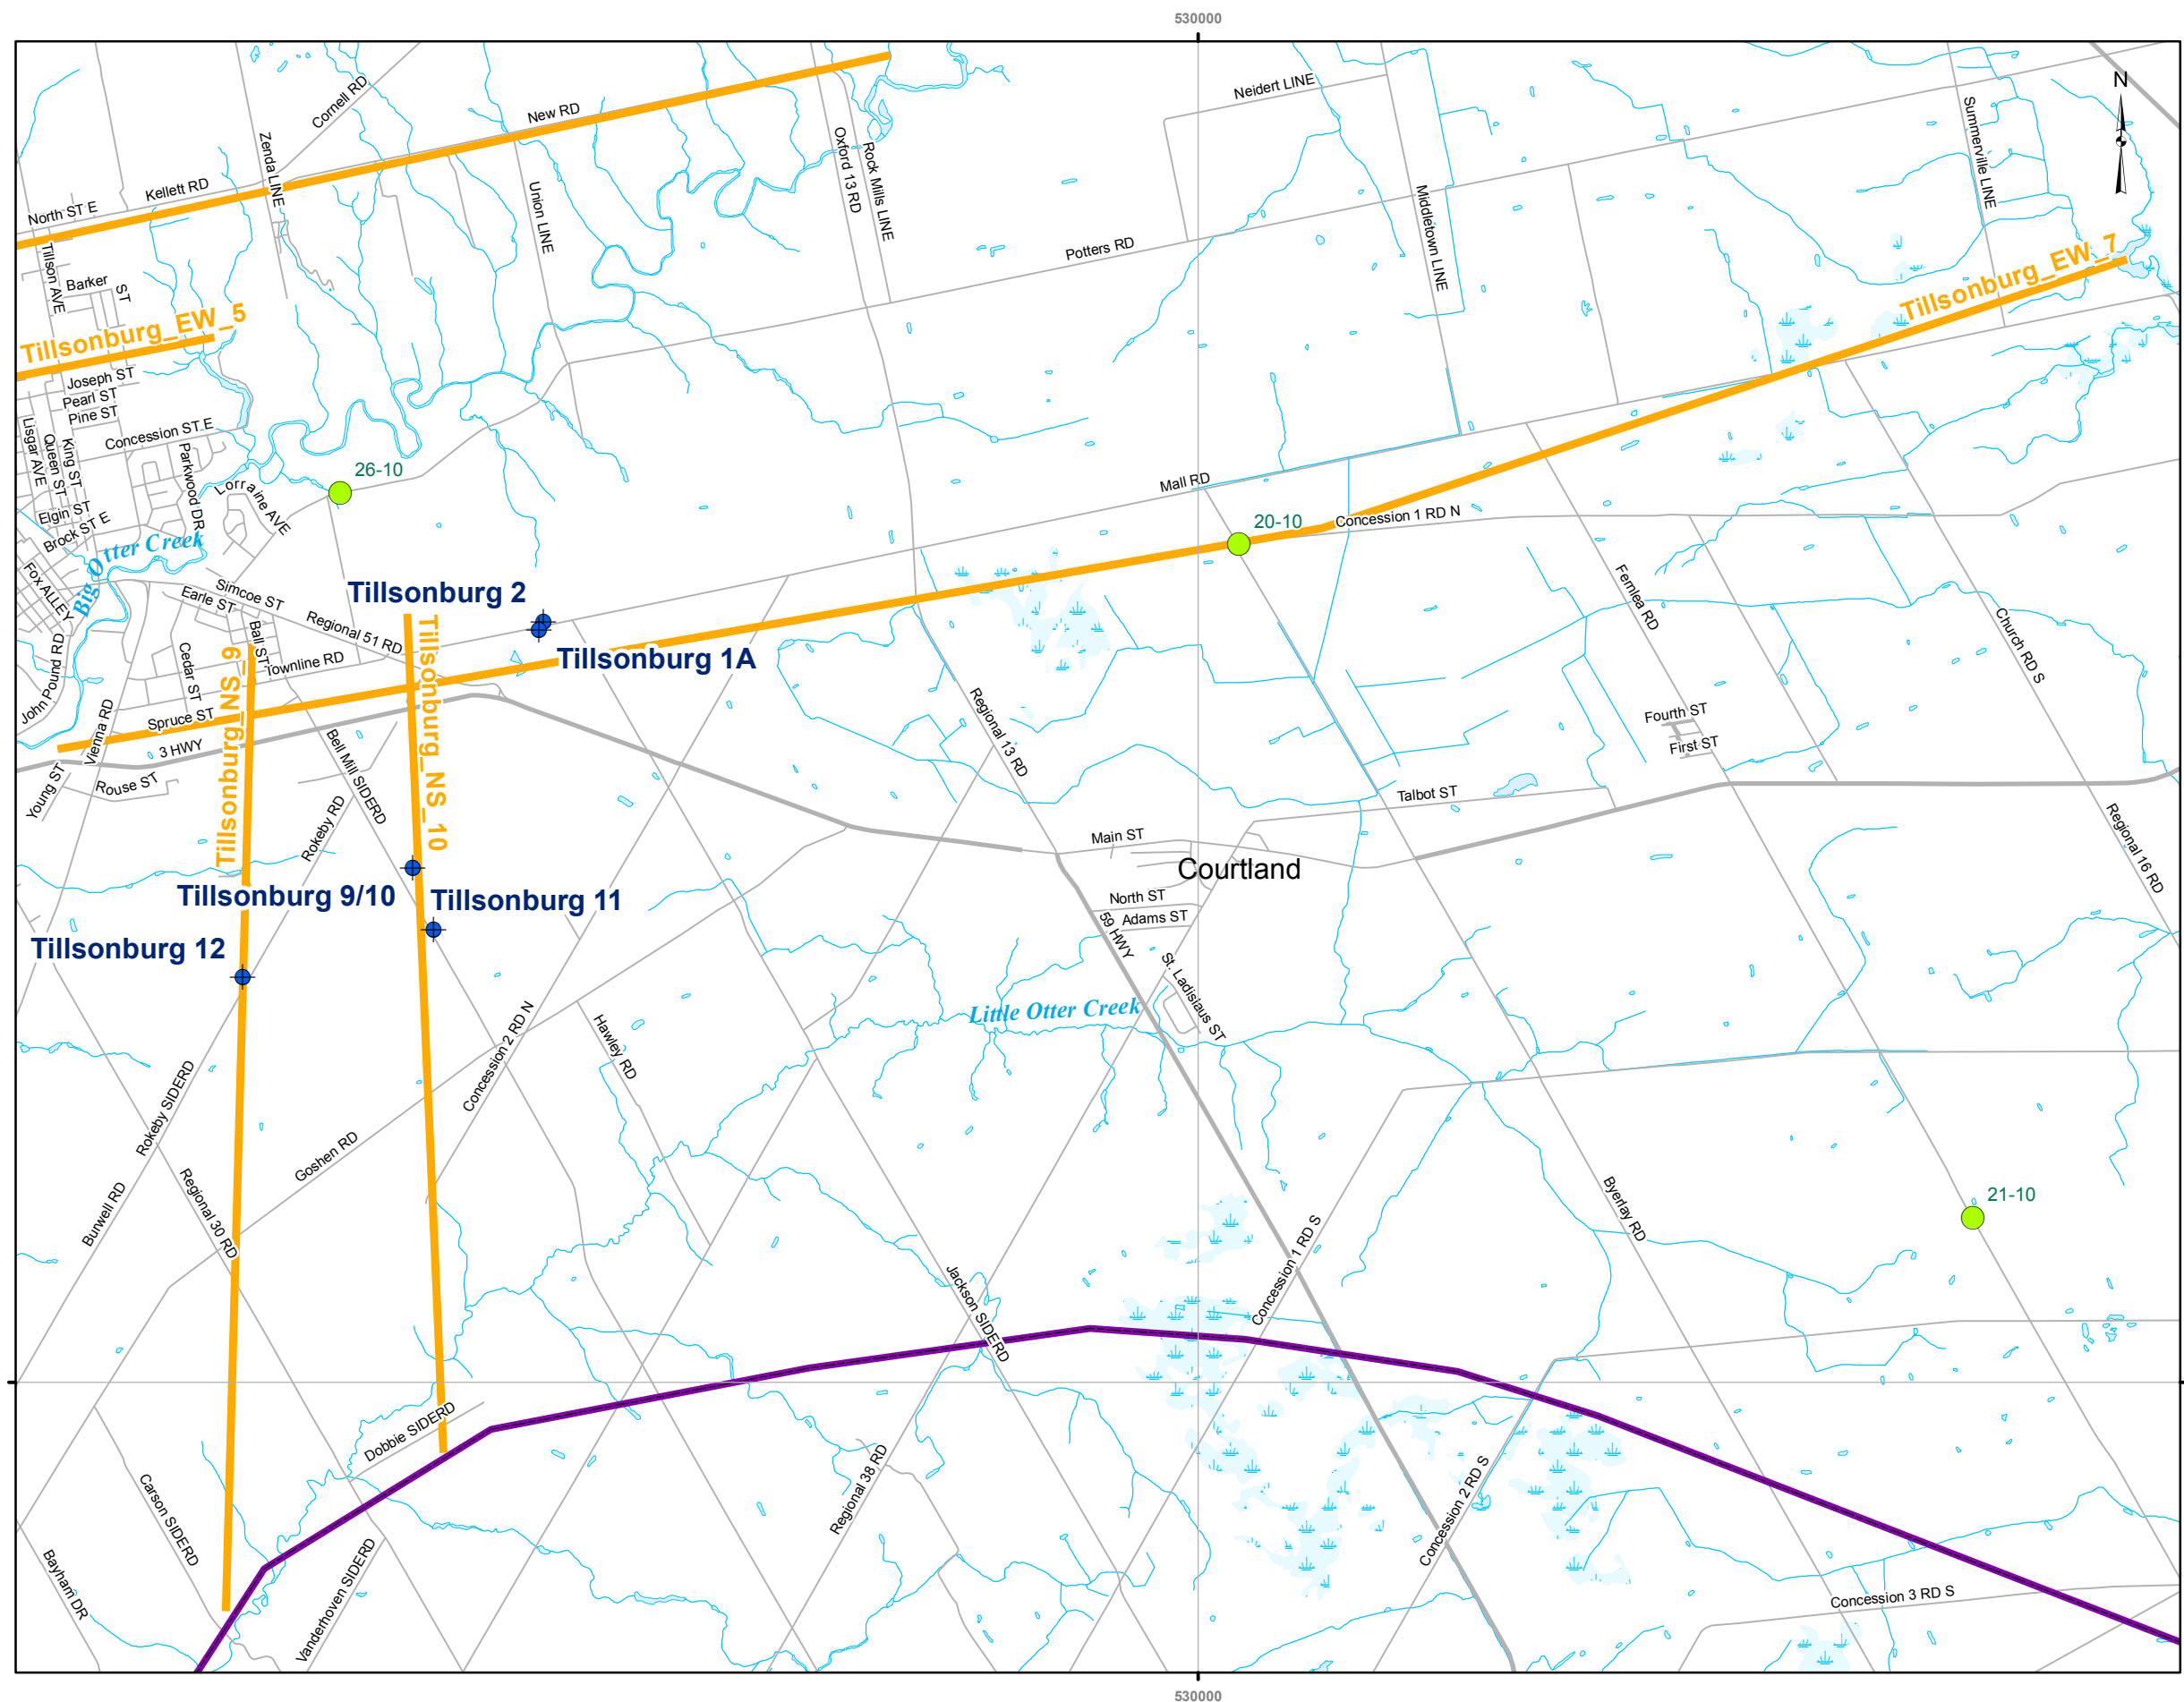 530000
N
Neidert LINE
Cornell RD
New RD
Zenda LINE
Oxford 13 RD
Rock Mills LINE
Summerville LINE
Kellett RD
North ST E
Union LINE
Middletown LINE
Potters RD
Tillson AVE
Barker ST
Tillsonburg_EW_7
Tillsonburg_EW_5
Joseph ST
Pearl ST
Pine ST
Concession ST E
Lisgar AVE
Queen ST
King ST
Parkwood DR
Lorraine AVE
26-10
Mall RD
Elgin ST
Brock ST E
20-10
Concession 1 RD N
Big Otter Creek
Fox ALLEY
Simcoe ST
Earle ST
Tillsonburg 2
Regional 51 RD
Ball ST
Townline RD
Cedar ST
Tillsonburg 1A
John Pound RD
Fernlea RD
Church RD S
Tillsonburg_NS_9
Tillsonburg_NS_10
Vienna RD
Spruce ST
3 HWY
Regional 13 RD
Fourth ST
First ST
Young ST
Rouse ST
Bell Mill SIDERD
Rokeby RD
Talbot ST
Main ST
Regional 16 RD
Courtland
Tillsonburg 9/10
Tillsonburg 11
North ST
Adams ST
59 HWY
Tillsonburg 12
St. Ladislaus ST
Little Otter Creek
Hawley RD
Concession 2 RD N
Rokeby SIDERD
Goshen RD
Burwell RD
Regional 30 RD
21-10
Byerlay RD
Concession 1 RD S
Jackson SIDERD
Dobbie SIDERD
Regional 38 RD
Concession 2 RD S
Carson SIDERD
Bayham DR
Vanderhoven SIDERD
Concession 3 RD S
530000